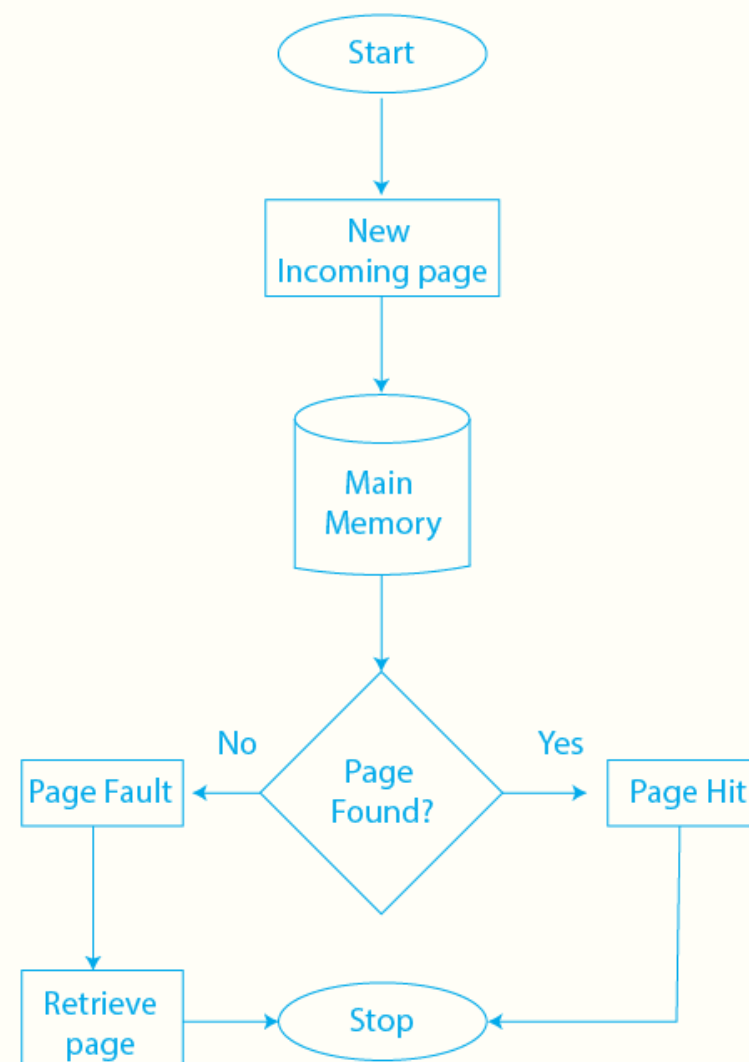 Start
New
Incoming page
Main
Memory
No
Yes
Page
Found?
Page Fault
Page Hit
Retrieve
page
Stop